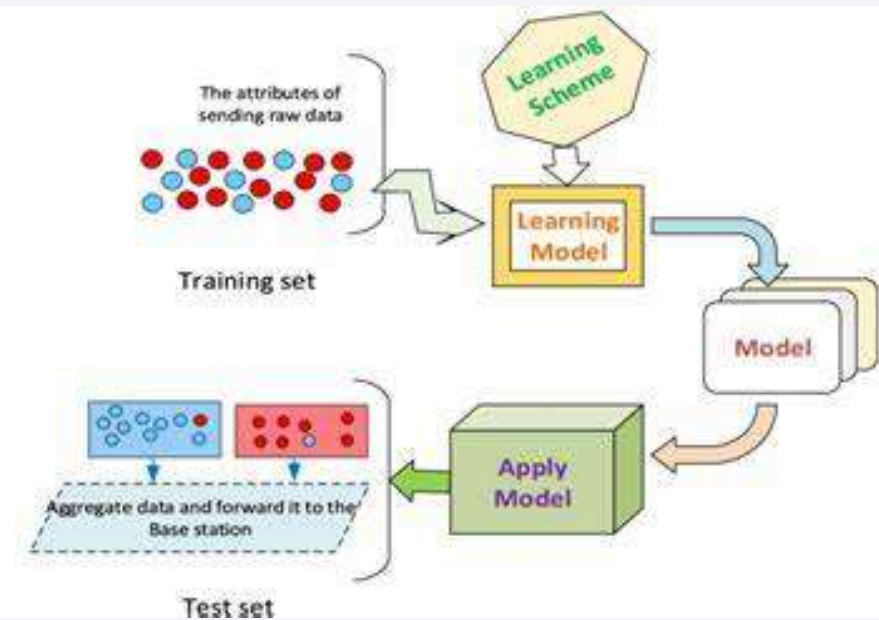 The attributes of
sending raw data
Training set
Learning
Scheme
Learning
Model
Model
Apply
Model
Aggregate data and forward it to the
Base station
Test set